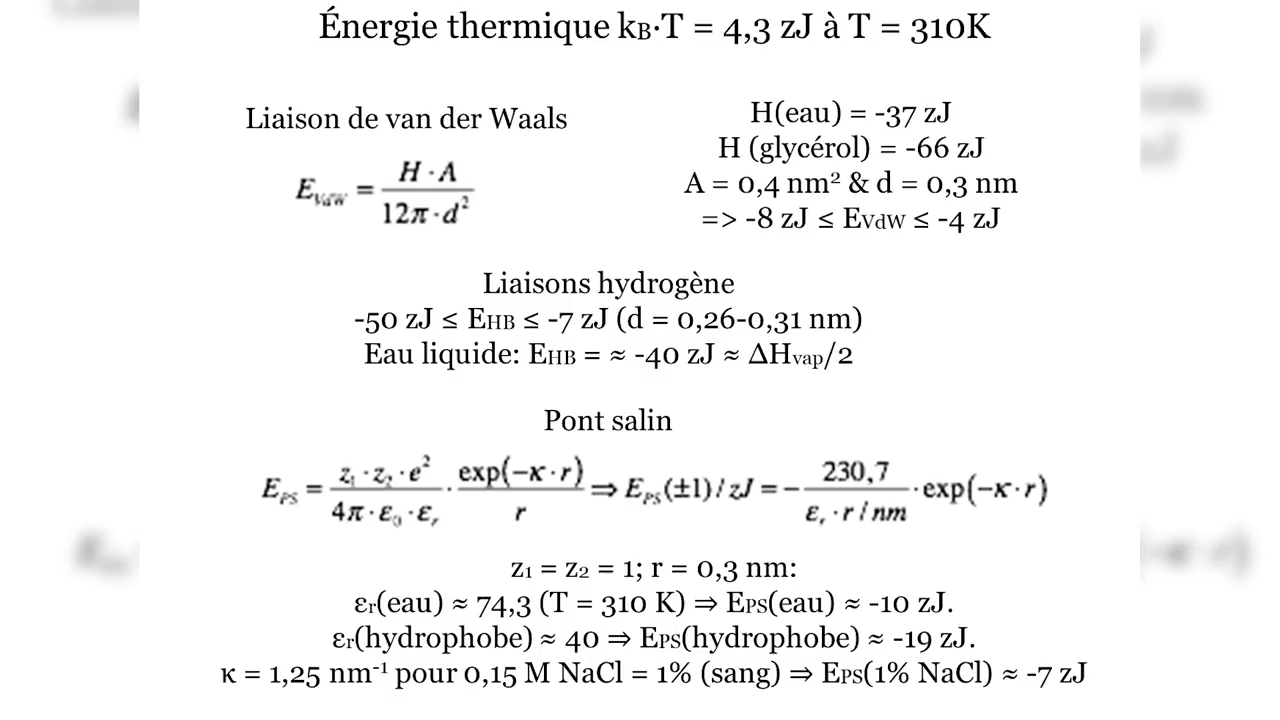 Énergie thermique kB·T = 4,3 zJ à T = 310K
Liaison de van der Waals
E_VdW = H · A / 12π · d²
H(eau) = -37 zJ
H (glycérol) = -66 zJ
A = 0,4 nm² & d = 0,3 nm
=> -8 zJ ≤ EVdW ≤ -4 zJ
Liaisons hydrogène
-50 zJ ≤ EHB ≤ -7 zJ (d = 0,26-0,31 nm)
Eau liquide: EHB = ≈ -40 zJ ≈ ΔHvap/2
Pont salin
E_PS = z₁ · z₂ · e² / 4π · ε₀ · εᵣ · exp(−κ · r) / r ⇒ E_PS(±1) / zJ = − 230,7 / εᵣ · r / nm · exp(−κ · r)
z₁ = z₂ = 1; r = 0,3 nm:
εr(eau) ≈ 74,3 (T = 310 K) ⇒ EPS(eau) ≈ -10 zJ.
εr(hydrophobe) ≈ 40 ⇒ EPS(hydrophobe) ≈ -19 zJ.
κ = 1,25 nm⁻¹ pour 0,15 M NaCl = 1% (sang) ⇒ EPS(1% NaCl) ≈ -7 zJ